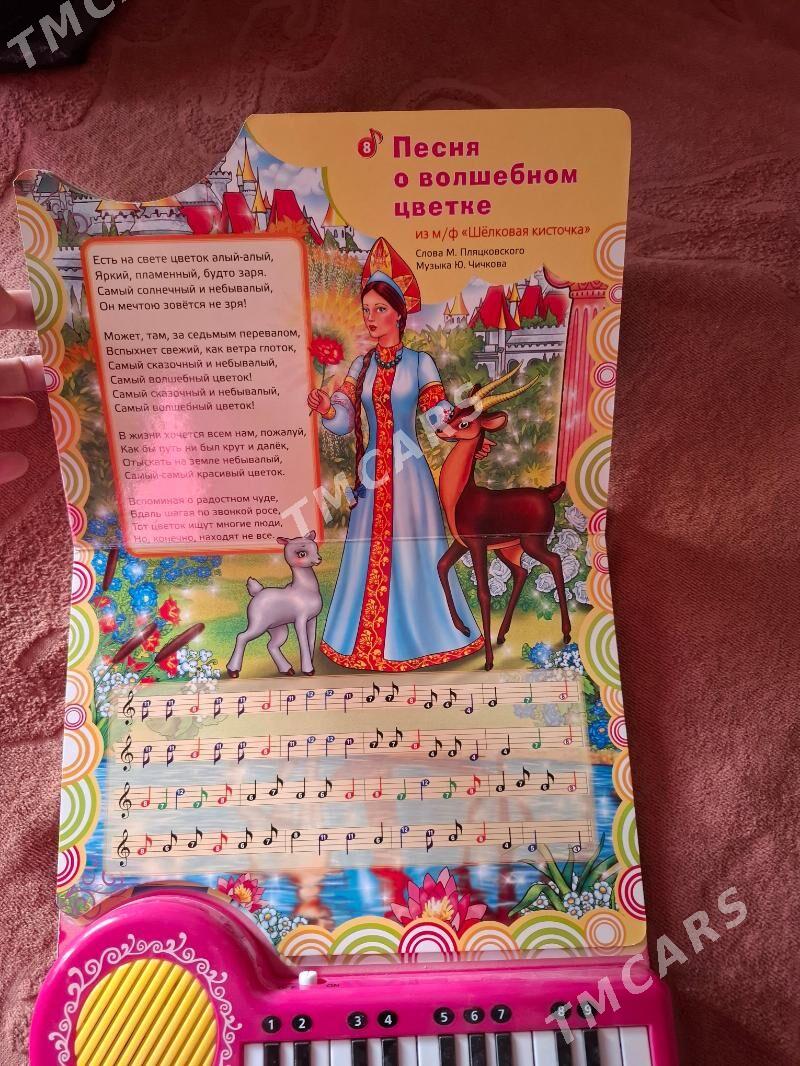 TMCARS
8 Песня
о волшебном
цветке
из м/ф «Шёлковая кисточка»
Слова М. Пляцковского
Музыка Ю. Чичкова
Есть на свете цветок алый-алый,
Яркий, пламенный, будто заря.
Самый солнечный и небывалый,
Он мечтою зовётся не зря!
Может, там, за седьмым перевалом,
Вспыхнет свежий, как ветра глоток,
Самый сказочный и небывалый,
Самый волшебный цветок!
Самый сказочный и небывалый,
Самый волшебный цветок!
В жизни хочется всем нам, пожалуй,
Как бы путь ни был крут и далёк,
Отыскать на земле небывалый,
Самый-самый красивый цветок.
Вспоминая о радостном чуде,
Вдаль шагая по звонкой росе,
Тот цветок ищут многие люди,
Но, конечно, находят не все.
TMCARS
TMCARS
TMCARS
ON
1 2 3 4 5 6 7 8 9